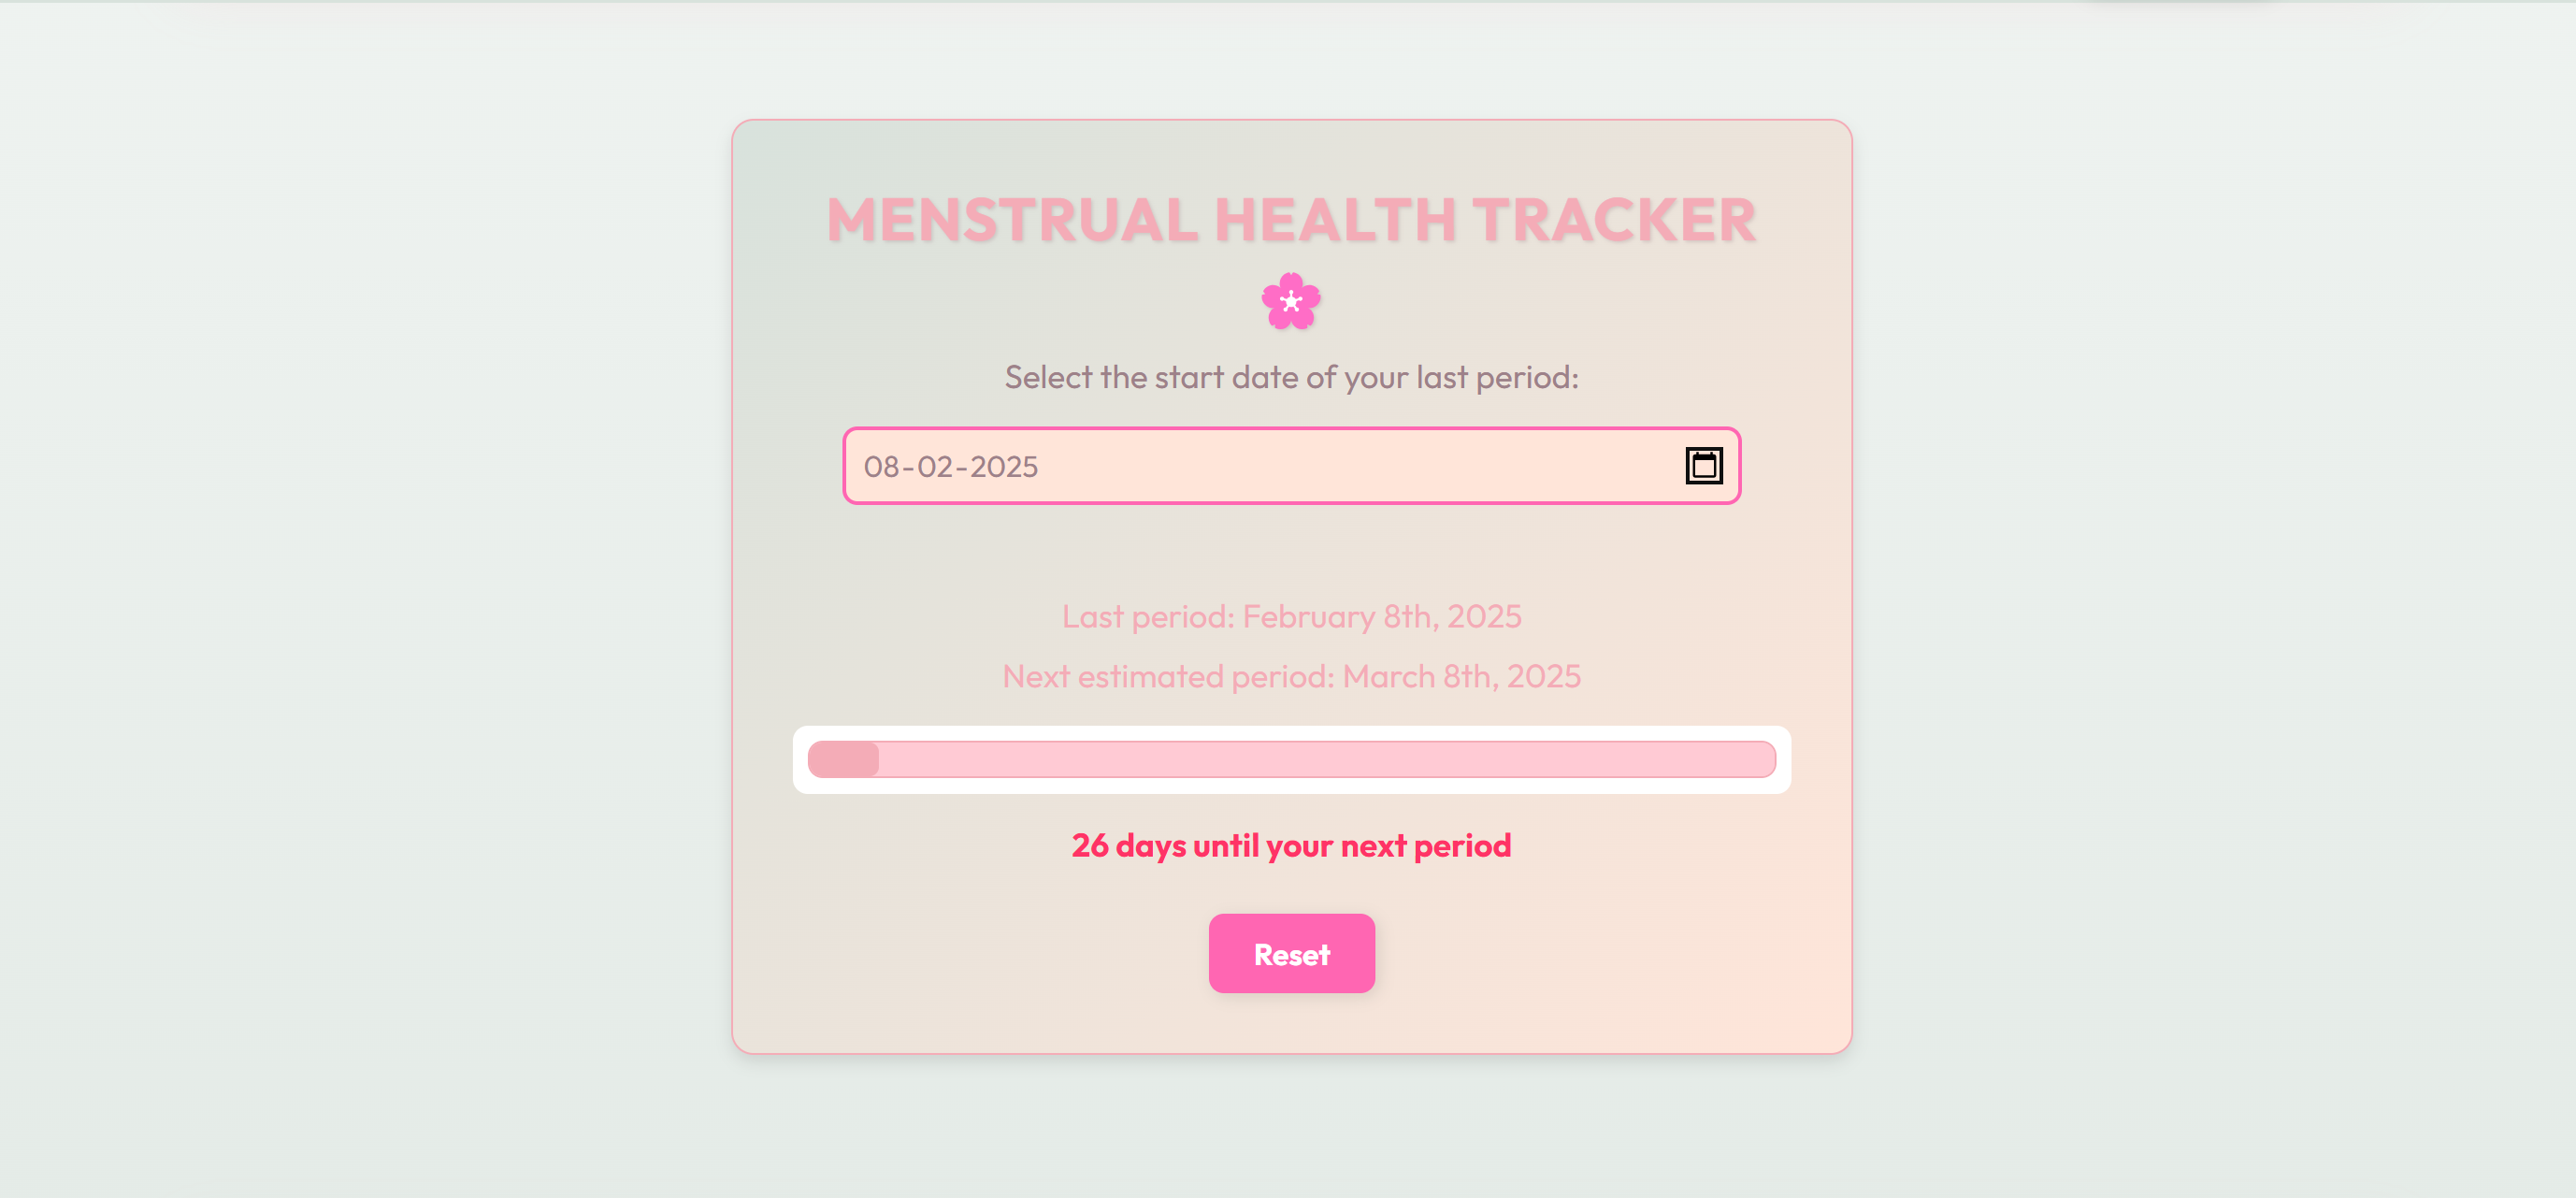 MENSTRUAL HEALTH TRACKER
🌸
Select the start date of your last period:
08-02-2025
Last period: February 8th, 2025
Next estimated period: March 8th, 2025
26 days until your next period
Reset